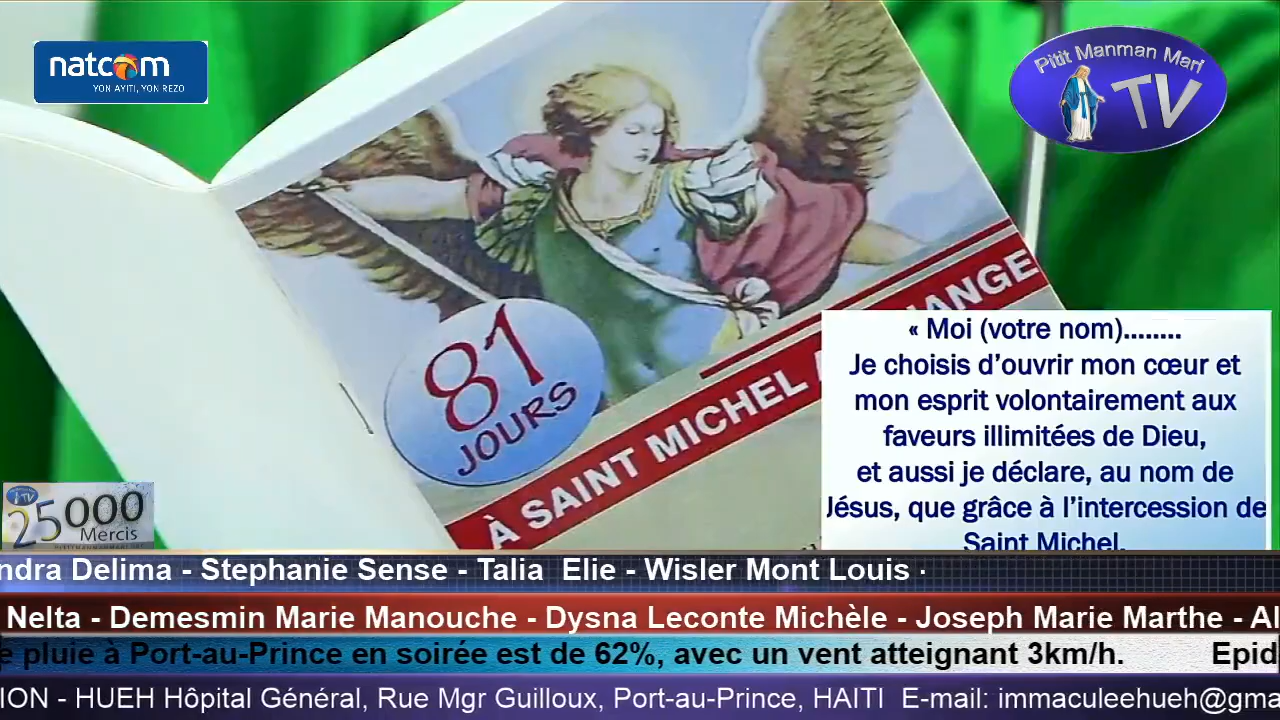 natcom
YON AYITI, YON REZO
Pitit Manman Mari
TV
81
JOURS
À SAINT MICHEL
ANGE
« Moi (votre nom)........
Je choisis d’ouvrir mon cœur et
mon esprit volontairement aux
faveurs illimitées de Dieu,
et aussi je déclare, au nom de
Jésus, que grâce à l’intercession de
Saint Michel,
TV
25000
Mercis
ndra Delima - Stephanie Sense - Talia Elie - Wisler Mont Louis
Nelta - Demesmin Marie Manouche - Dysna Leconte Michèle - Joseph Marie Marthe - Al
e pluie à Port-au-Prince en soirée est de 62%, avec un vent atteignant 3km/h. Epid
ION - HUEH Hôpital Général, Rue Mgr Guilloux, Port-au-Prince, HAITI E-mail: immaculeehueh@gma